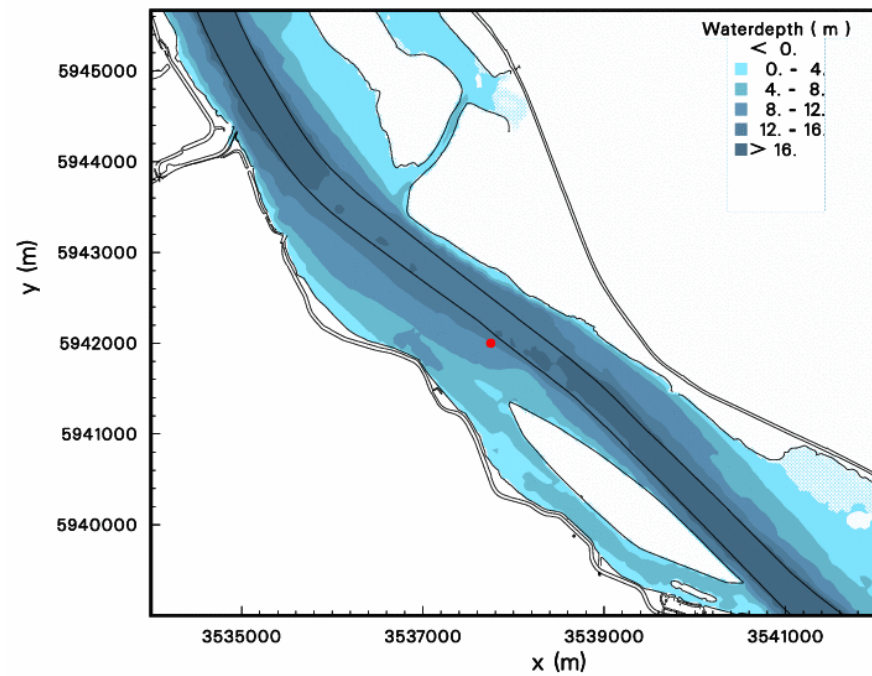 Waterdepth ( m )
< 0.
0. - 4.
4. - 8.
8. - 12.
12. - 16.
> 16.
5945000
5944000
5943000
5942000
5941000
5940000
y (m)
3535000 3537000 3539000 3541000
x (m)